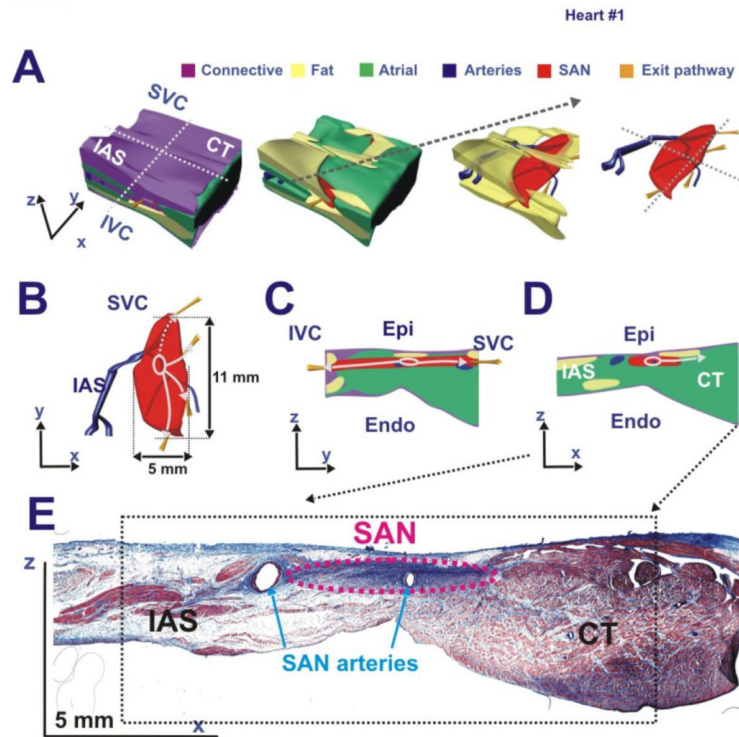 Heart #1
A
Connective Fat Atrial Arteries SAN Exit pathway
SVC
IAS
CT
IVC
z
y
x
B
SVC
IAS
11 mm
5 mm
y
x
C
IVC
Epi
SVC
Endo
z
y
D
Epi
IAS
CT
Endo
z
x
E
SAN
z
IAS
CT
SAN arteries
5 mm
x